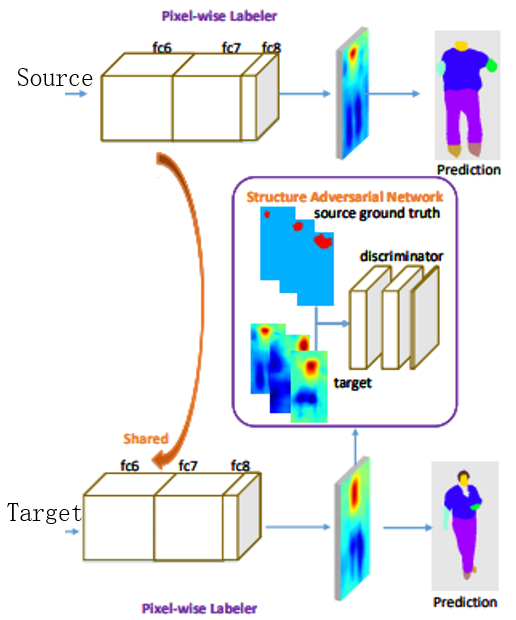 Pixel-wise Labeler
fc6 fc7 fc8
Source
Prediction
Structure Adversarial Network
source ground truth
discriminator
target
Shared
fc6 fc7 fc8
Target
Prediction
Pixel-wise Labeler